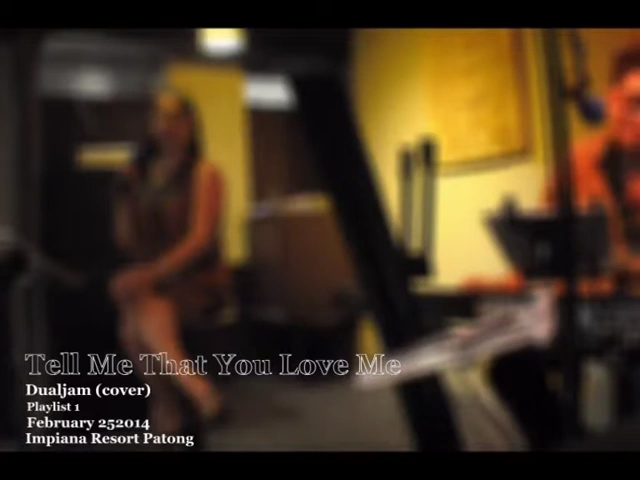 Tell Me That You Love Me
Dualjam (cover)
Playlist 1
February 252014
Impiana Resort Patong